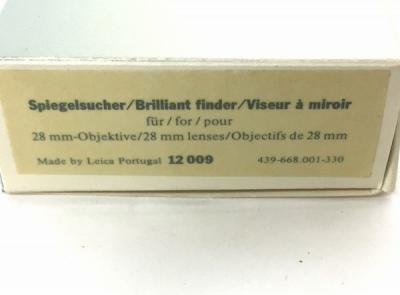 Spiegelsucher/Brilliant finder/Viseur à miroir
für/for/pour
28 mm-Objektive/28 mm lenses/Objectifs de 28 mm
Made by Leica Portugal 12 009 439-668.001-330